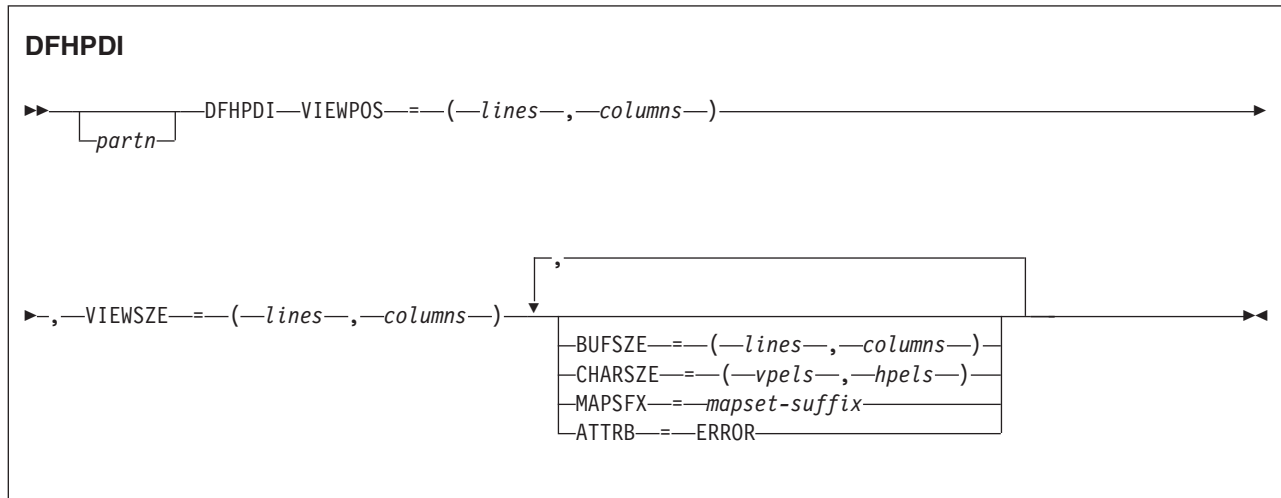 DFHPDI
DFHPDI VIEWPOS = ( lines , columns )
partn
,
, VIEWSZE = ( lines , columns )
BUFSZE = ( lines , columns )
CHARSZE = ( vpels , hpels )
MAPSFX = mapset-suffix
ATTRB = ERROR